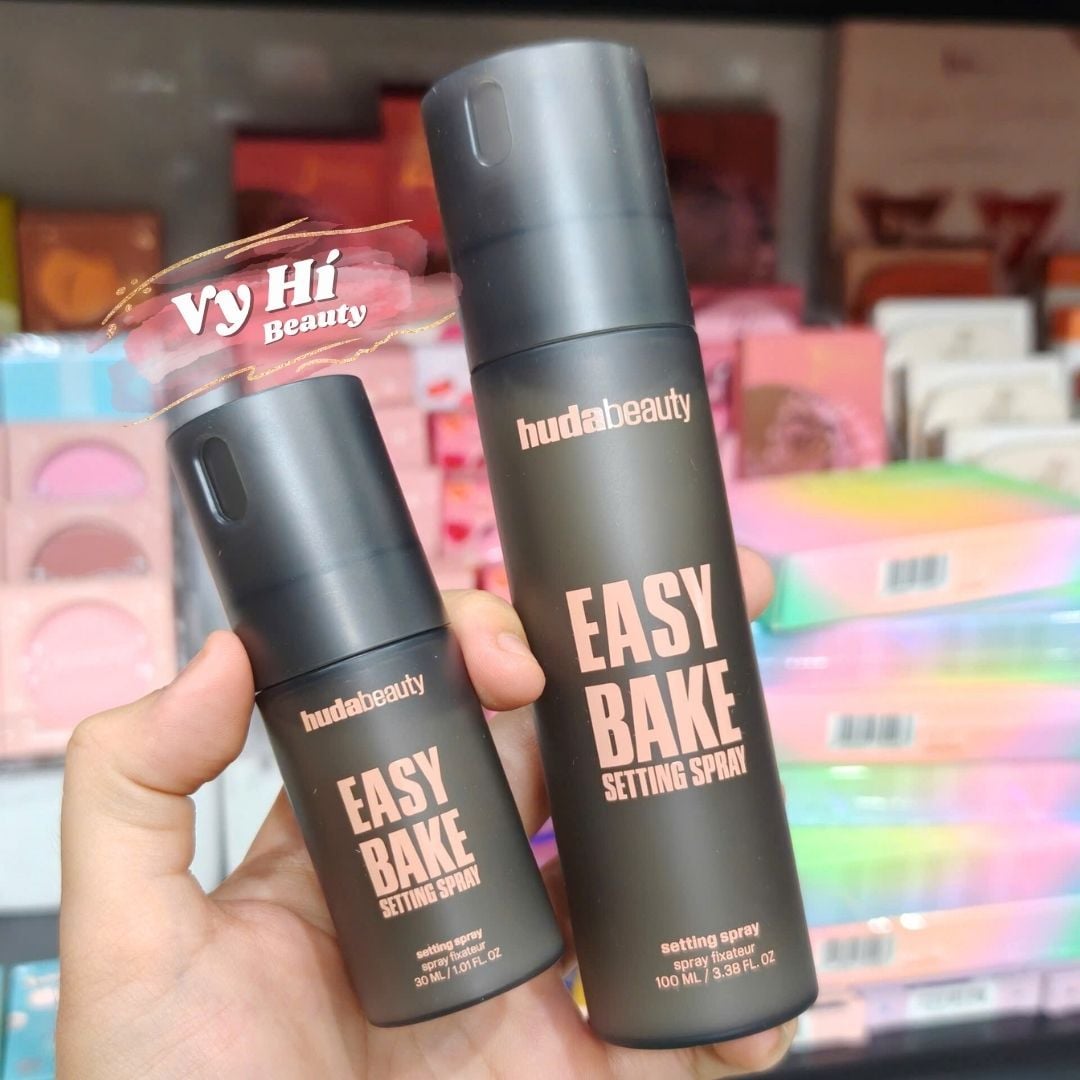 Vy Hí
Beauty
hudabeauty
EASY
BAKE
SETTING SPRAY
setting spray
spray fixateur
30 ML / 1.01 FL. OZ
hudabeauty
EASY
BAKE
SETTING SPRAY
setting spray
spray fixateur
100 ML / 3.38 FL. OZ